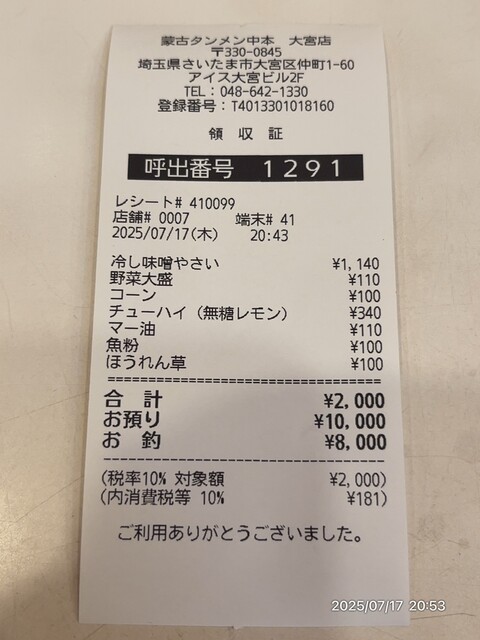 蒙古タンメン中本 大宮店
〒330-0845
埼玉県さいたま市大宮区仲町1-60
アイス大宮ビル2F
TEL：048-642-1330
登録番号：T4013301018160
領 収 証
呼出番号 1291
レシート# 410099
店舗# 0007 端末# 41
2025/07/17(木) 20:43
冷し味噌やさい ¥1,140
野菜大盛 ¥110
コーン ¥100
チューハイ（無糖レモン） ¥340
マー油 ¥110
魚粉 ¥100
ほうれん草 ¥100
合 計 ¥2,000
お預り ¥10,000
お 釣 ¥8,000
(税率10% 対象額 ¥2,000)
(内消費税等 10% ¥181)
ご利用ありがとうございました。
2025/07/17 20:53